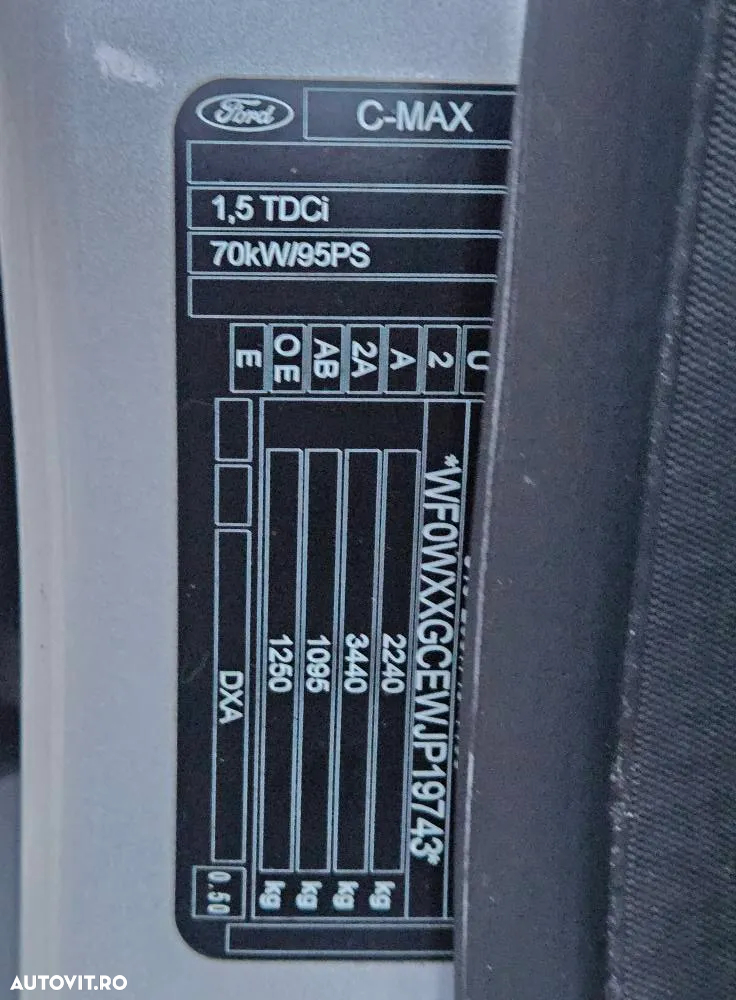 Ford
C-MAX
1,5 TDCi
70kW/95PS
U
2
A
2A
AB
OE
E
*WF0WXXGCEWJP19743*
2240 kg
3440 kg
1095 kg
1250 kg
DXA
0.50
AUTOVIT.RO